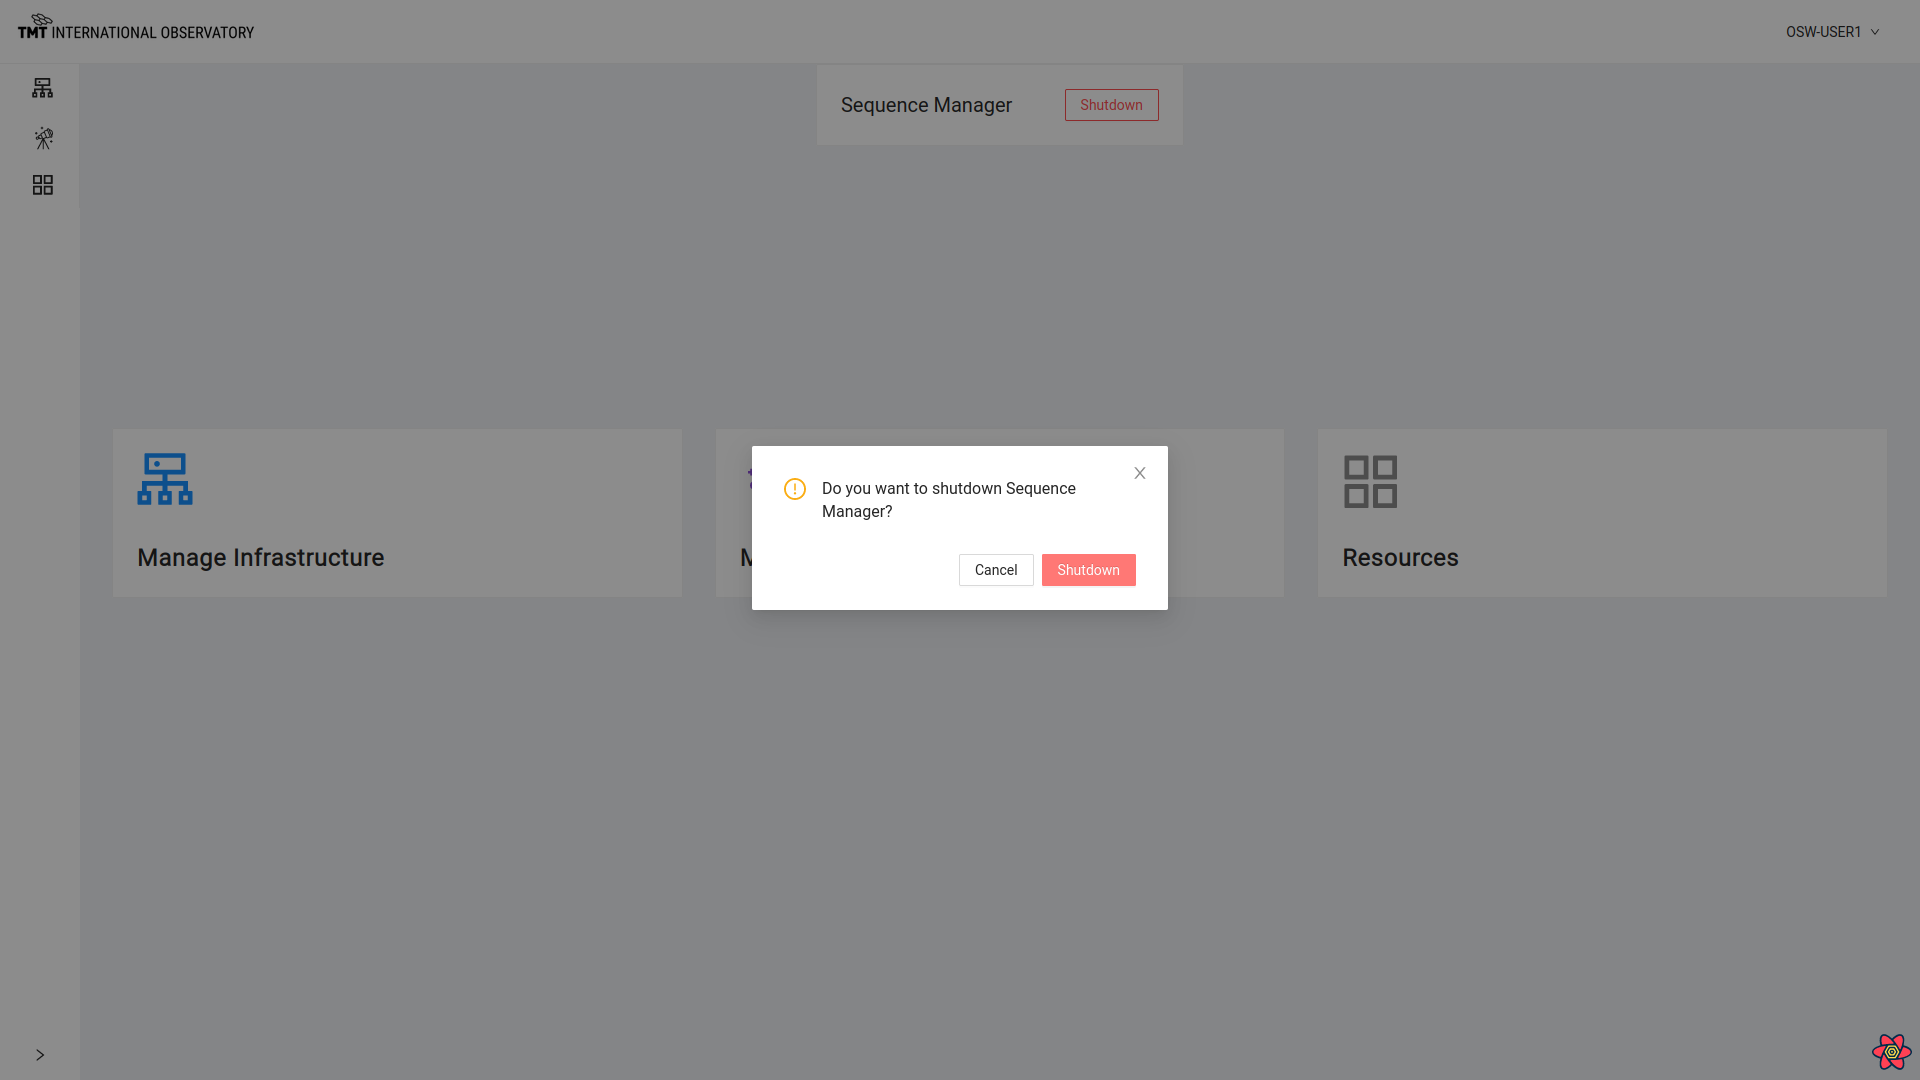 TMT INTERNATIONAL OBSERVATORY
OSW-USER1
Sequence Manager
Shutdown
Manage Infrastructure
M
Resources
Do you want to shutdown Sequence
Manager?
Cancel
Shutdown